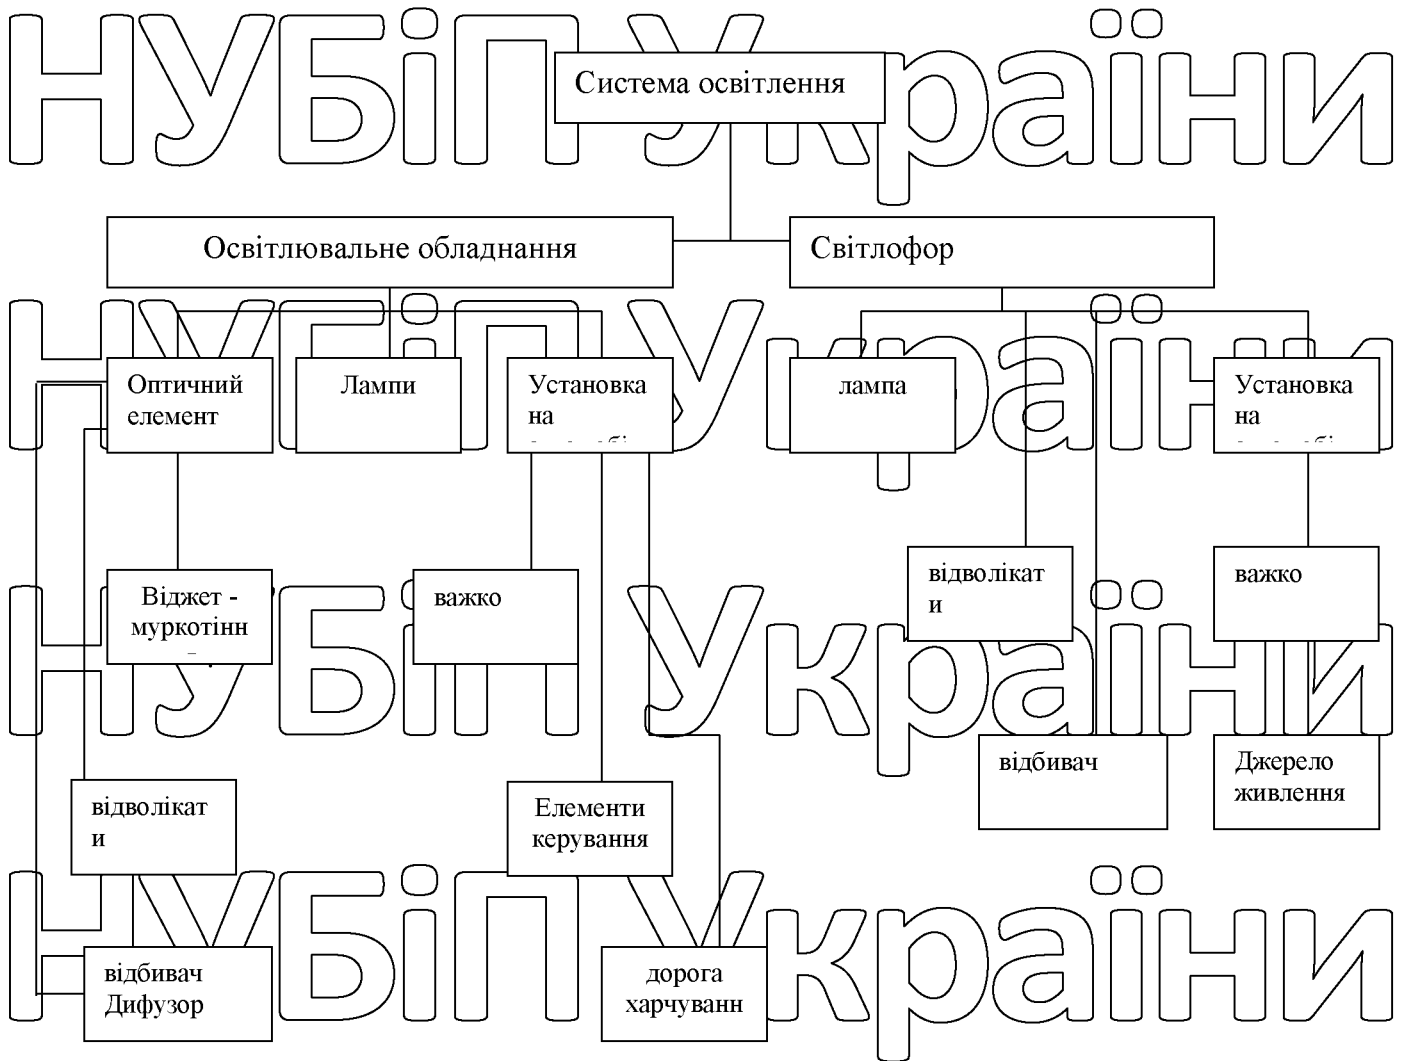 НУБіП України
Система освітлення
Освітлювальне обладнання
Світлофор
НУБіП України
Оптичний
елемент
Лампи
Установка
на
лампа
Установка
на
НУБіП України
Віджет -
муркотінн
важко
відволікат
и
важко
відбивач
Джерело
живлення
відволікат
и
Елементи
керування
НУБіП України
відбивач
Дифузор
дорога
харчуванн